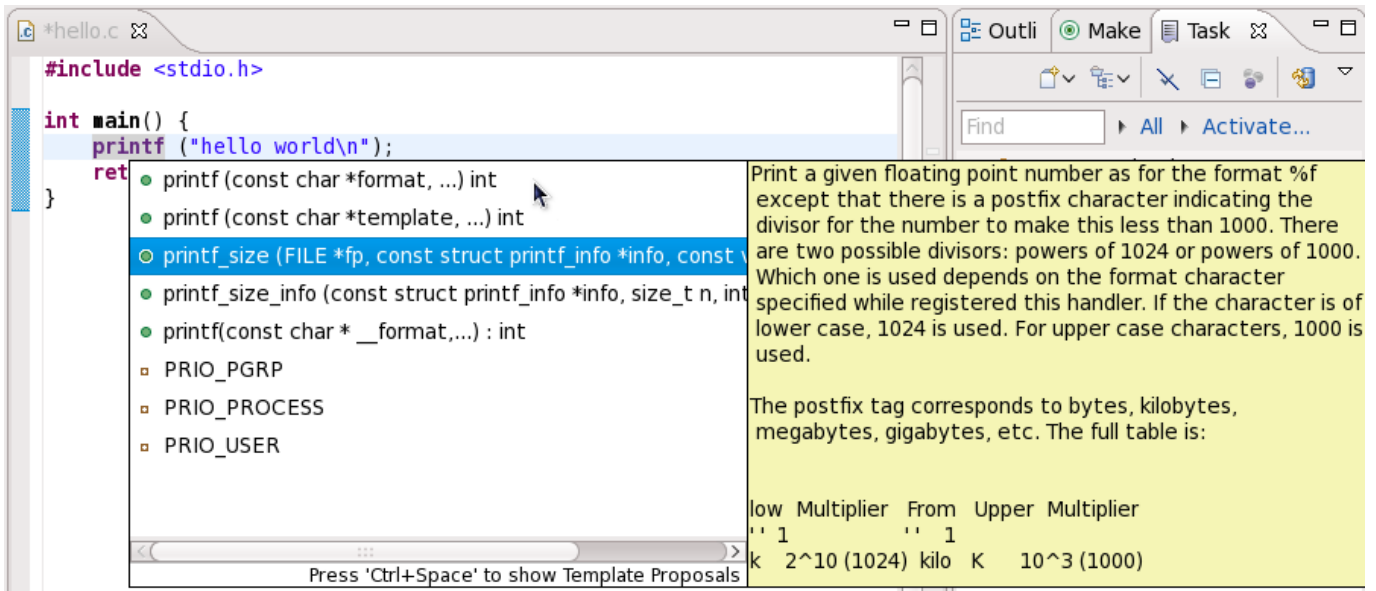 *hello.c
Outli Make Task
#include <stdio.h>
Find All Activate...
int main() {
printf ("hello world\n");
ret
}
printf (const char *format, ...) int
printf (const char *template, ...) int
printf_size (FILE *fp, const struct printf_info *info, const v
printf_size_info (const struct printf_info *info, size_t n, int
printf(const char * __format,...) : int
PRIO_PGRP
PRIO_PROCESS
PRIO_USER
Press 'Ctrl+Space' to show Template Proposals
Print a given floating point number as for the format %f
except that there is a postfix character indicating the
divisor for the number to make this less than 1000. There
are two possible divisors: powers of 1024 or powers of 1000.
Which one is used depends on the format character
specified while registered this handler. If the character is of
lower case, 1024 is used. For upper case characters, 1000 is
used.
The postfix tag corresponds to bytes, kilobytes,
megabytes, gigabytes, etc. The full table is:
low Multiplier From Upper Multiplier
' ' 1 ' ' 1
k 2^10 (1024) kilo K 10^3 (1000)